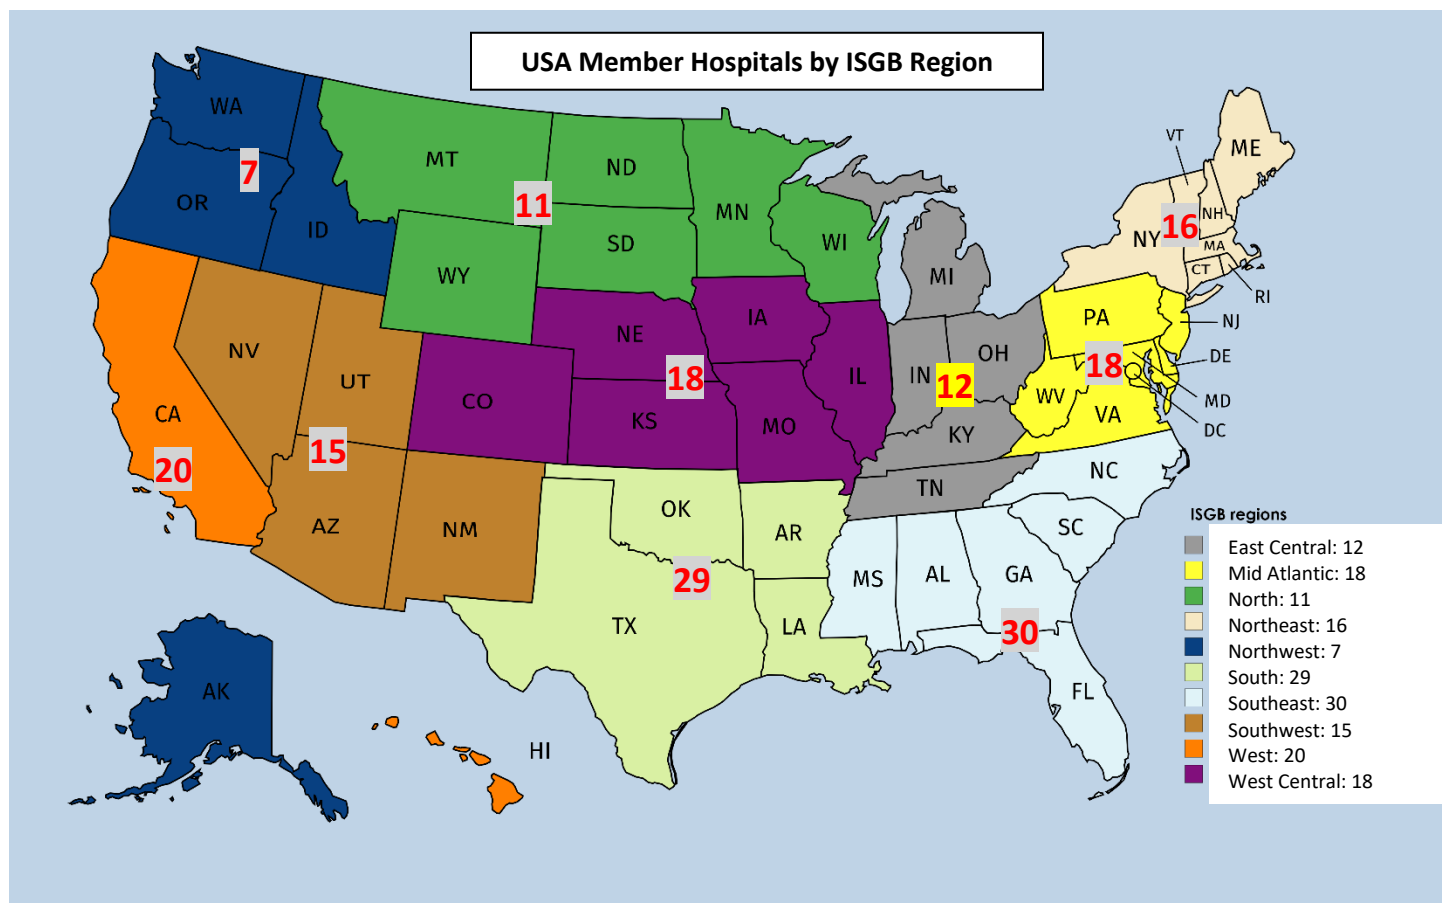 USA Member Hospitals by ISGB Region
WA
7
OR
ID
MT
11
ND
SD
WY
MN
WI
MI
VT
ME
NH
NY
16
MA
CT
RI
NJ
PA
DE
18
MD
DC
WV
VA
NV
UT
CA
20
15
AZ
NM
CO
NE
18
KS
IA
MO
IL
IN
12
OH
KY
TN
NC
SC
OK
AR
29
TX
LA
MS
AL
GA
30
FL
AK
HI
ISGB regions
East Central: 12
Mid Atlantic: 18
North: 11
Northeast: 16
Northwest: 7
South: 29
Southeast: 30
Southwest: 15
West: 20
West Central: 18